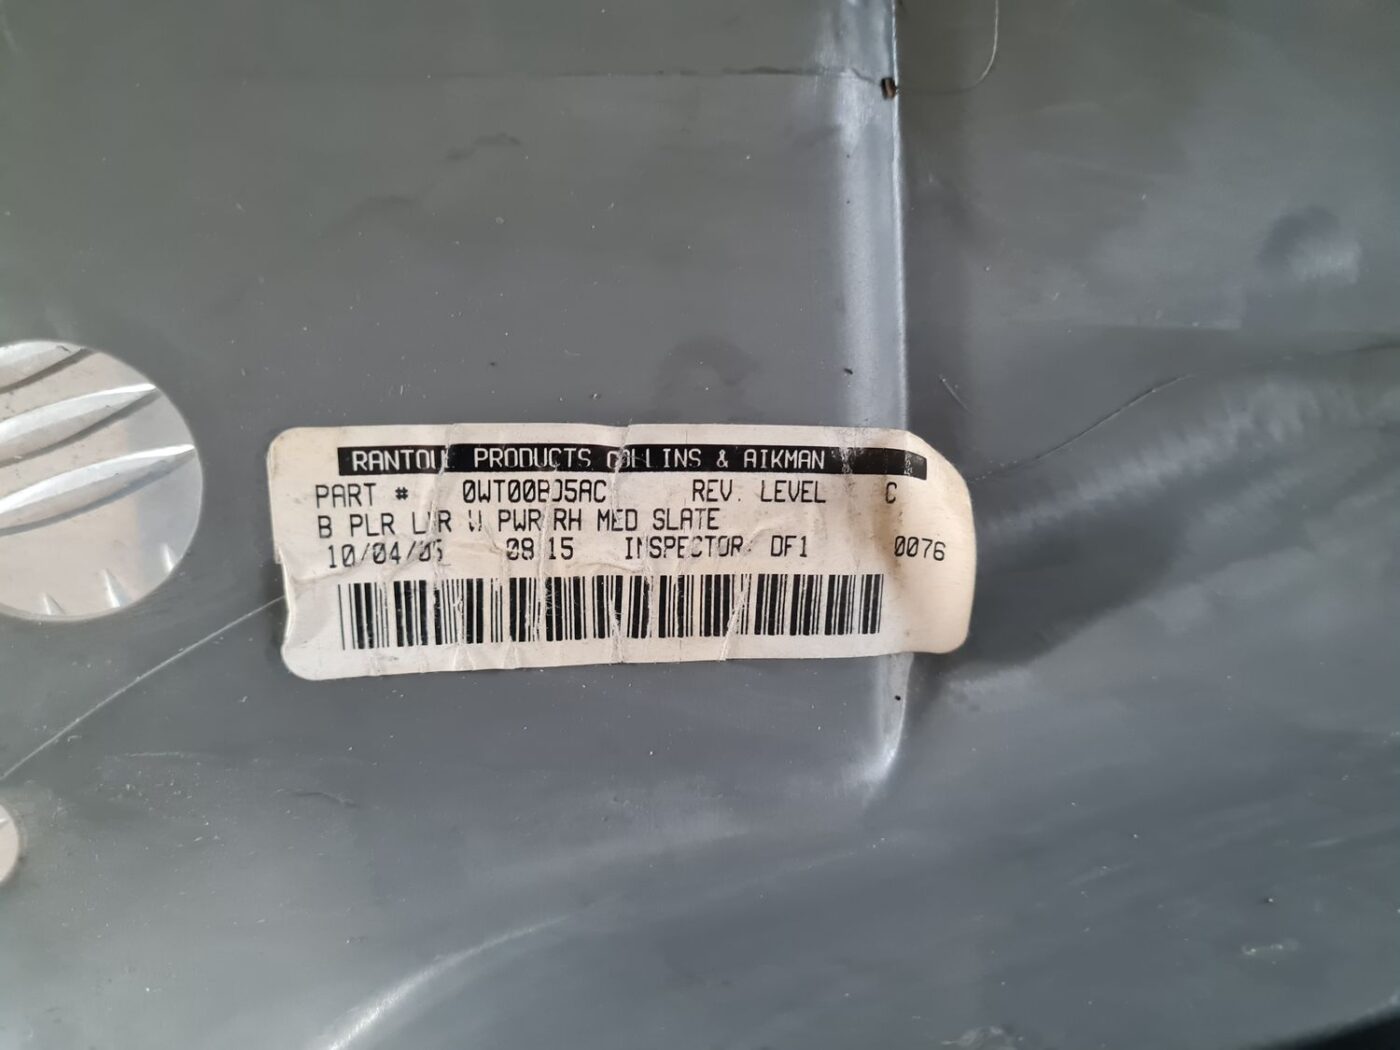 RANTOUL PRODUCTS COLLINS & AIKMAN
PART # 0WT00BD5AC REV. LEVEL C
B PLR LWR W PWR RH MED SLATE
10/04/05 08:15 INSPECTOR: DF1 0076